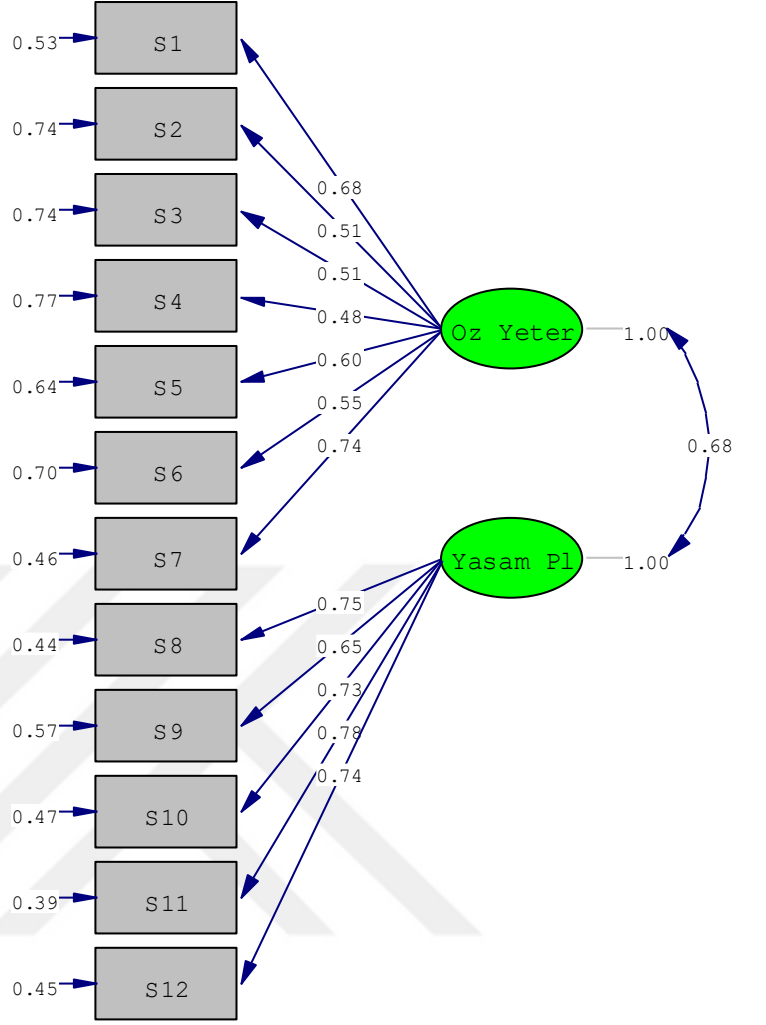 0.53 S1
0.74 S2
0.74 S3
0.77 S4
0.64 S5
0.70 S6
0.46 S7
0.44 S8
0.57 S9
0.47 S10
0.39 S11
0.45 S12
0.68
0.51
0.51
0.48
0.60
0.55
0.74
0.75
0.65
0.73
0.78
0.74
Oz Yeter 1.00
0.68
Yasam Pl 1.00